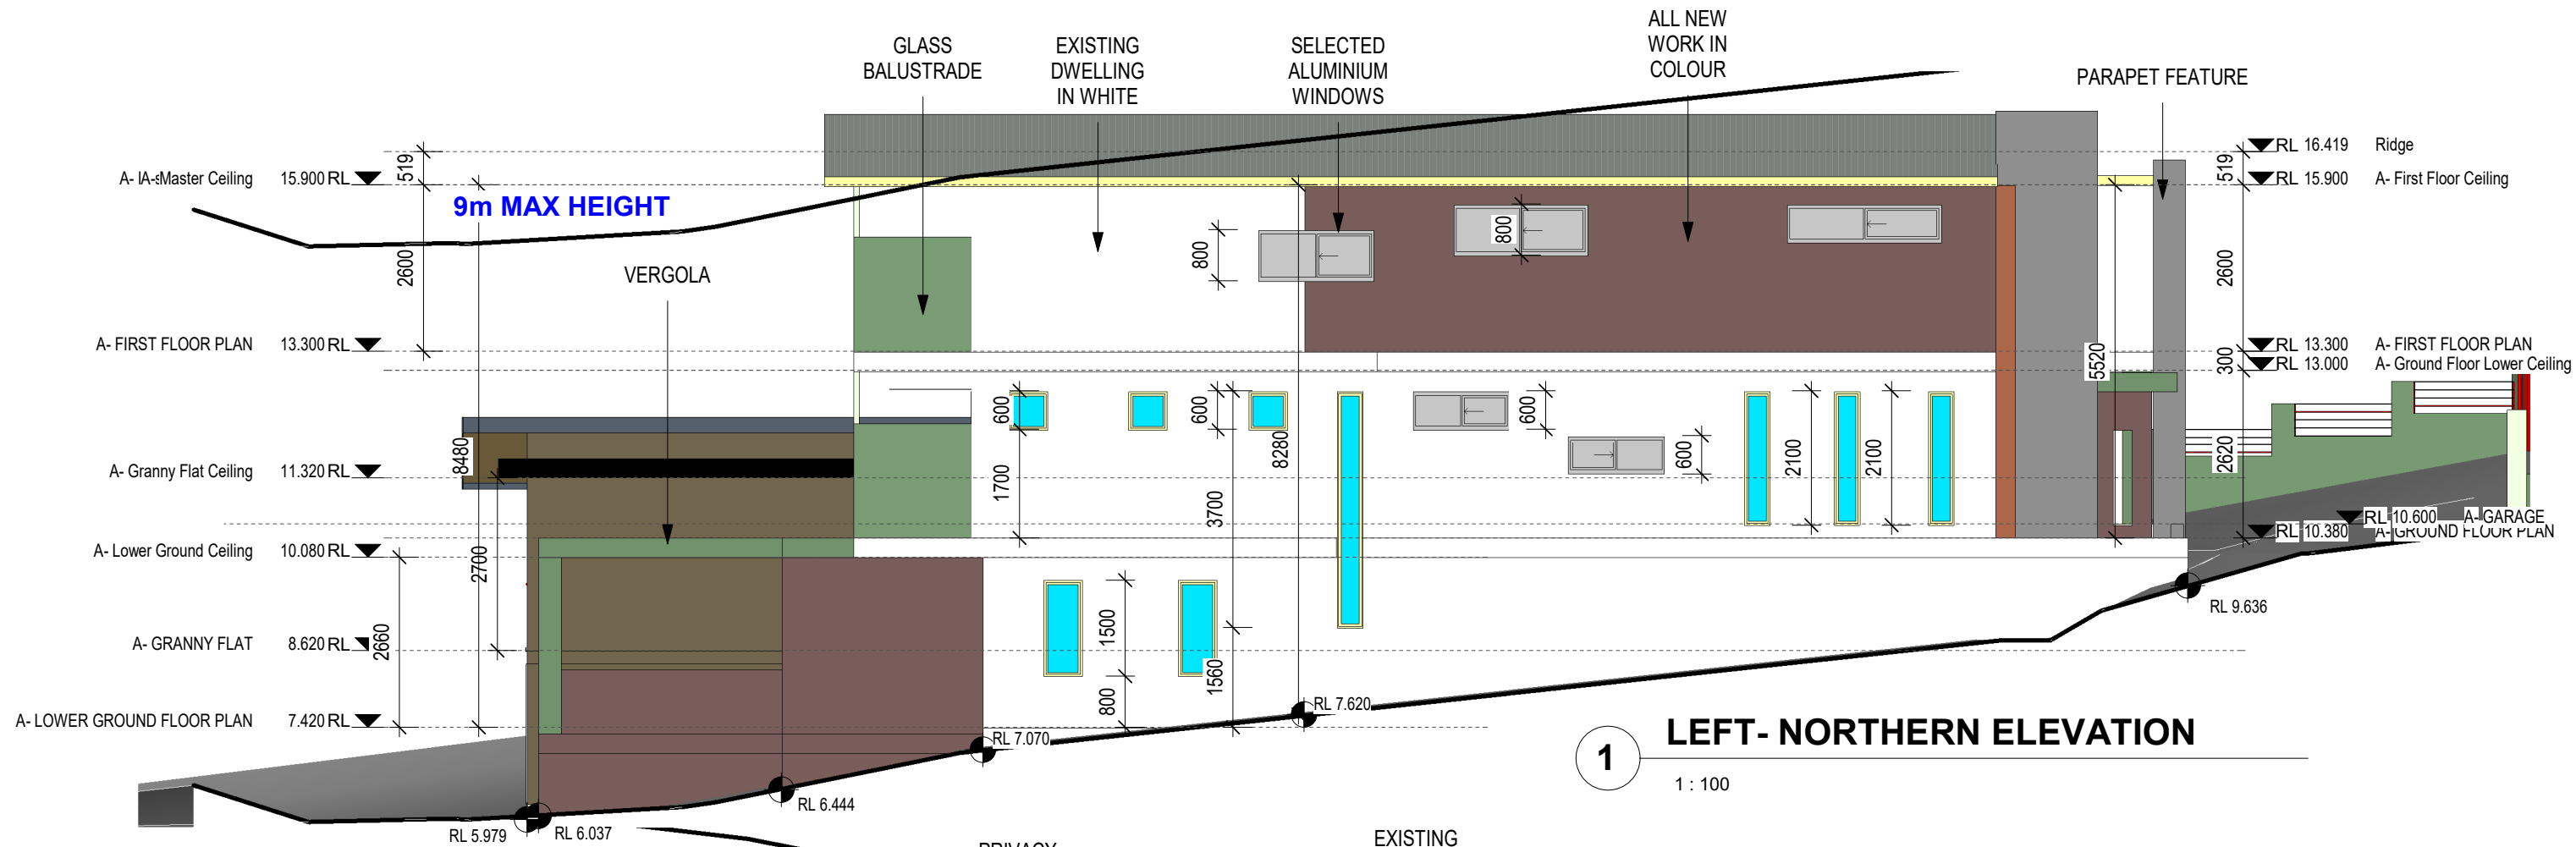 GLASS
BALUSTRADE
EXISTING
DWELLING
IN WHITE
SELECTED
ALUMINIUM
WINDOWS
ALL NEW
WORK IN
COLOUR
PARAPET FEATURE
519
15.900 RL
Master Ceiling
9m MAX HEIGHT
2600
VERGOLA
800
800
RL 16.419 Ridge
519
RL 15.900 A- First Floor Ceiling
2600
A- FIRST FLOOR PLAN 13.300 RL
RL 13.300 A- FIRST FLOOR PLAN
300
RL 13.000 A- Ground Floor Lower Ceiling
5520
8480
600
1700
600
3700
8280
600
600
2100
2100
2620
A- Granny Flat Ceiling 11.320 RL
RL 10.600 A-GARAGE
RL 10.380 A- GROUND FLOOR PLAN
A- Lower Ground Ceiling 10.080 RL
2700
2660
1500
800
1560
A- GRANNY FLAT 8.620 RL
RL 9.636
A- LOWER GROUND FLOOR PLAN 7.420 RL
RL 7.620
RL 7.070
RL 6.444
RL 5.979
RL 6.037
1
LEFT- NORTHERN ELEVATION
1 : 100
PRIVACY
EXISTING